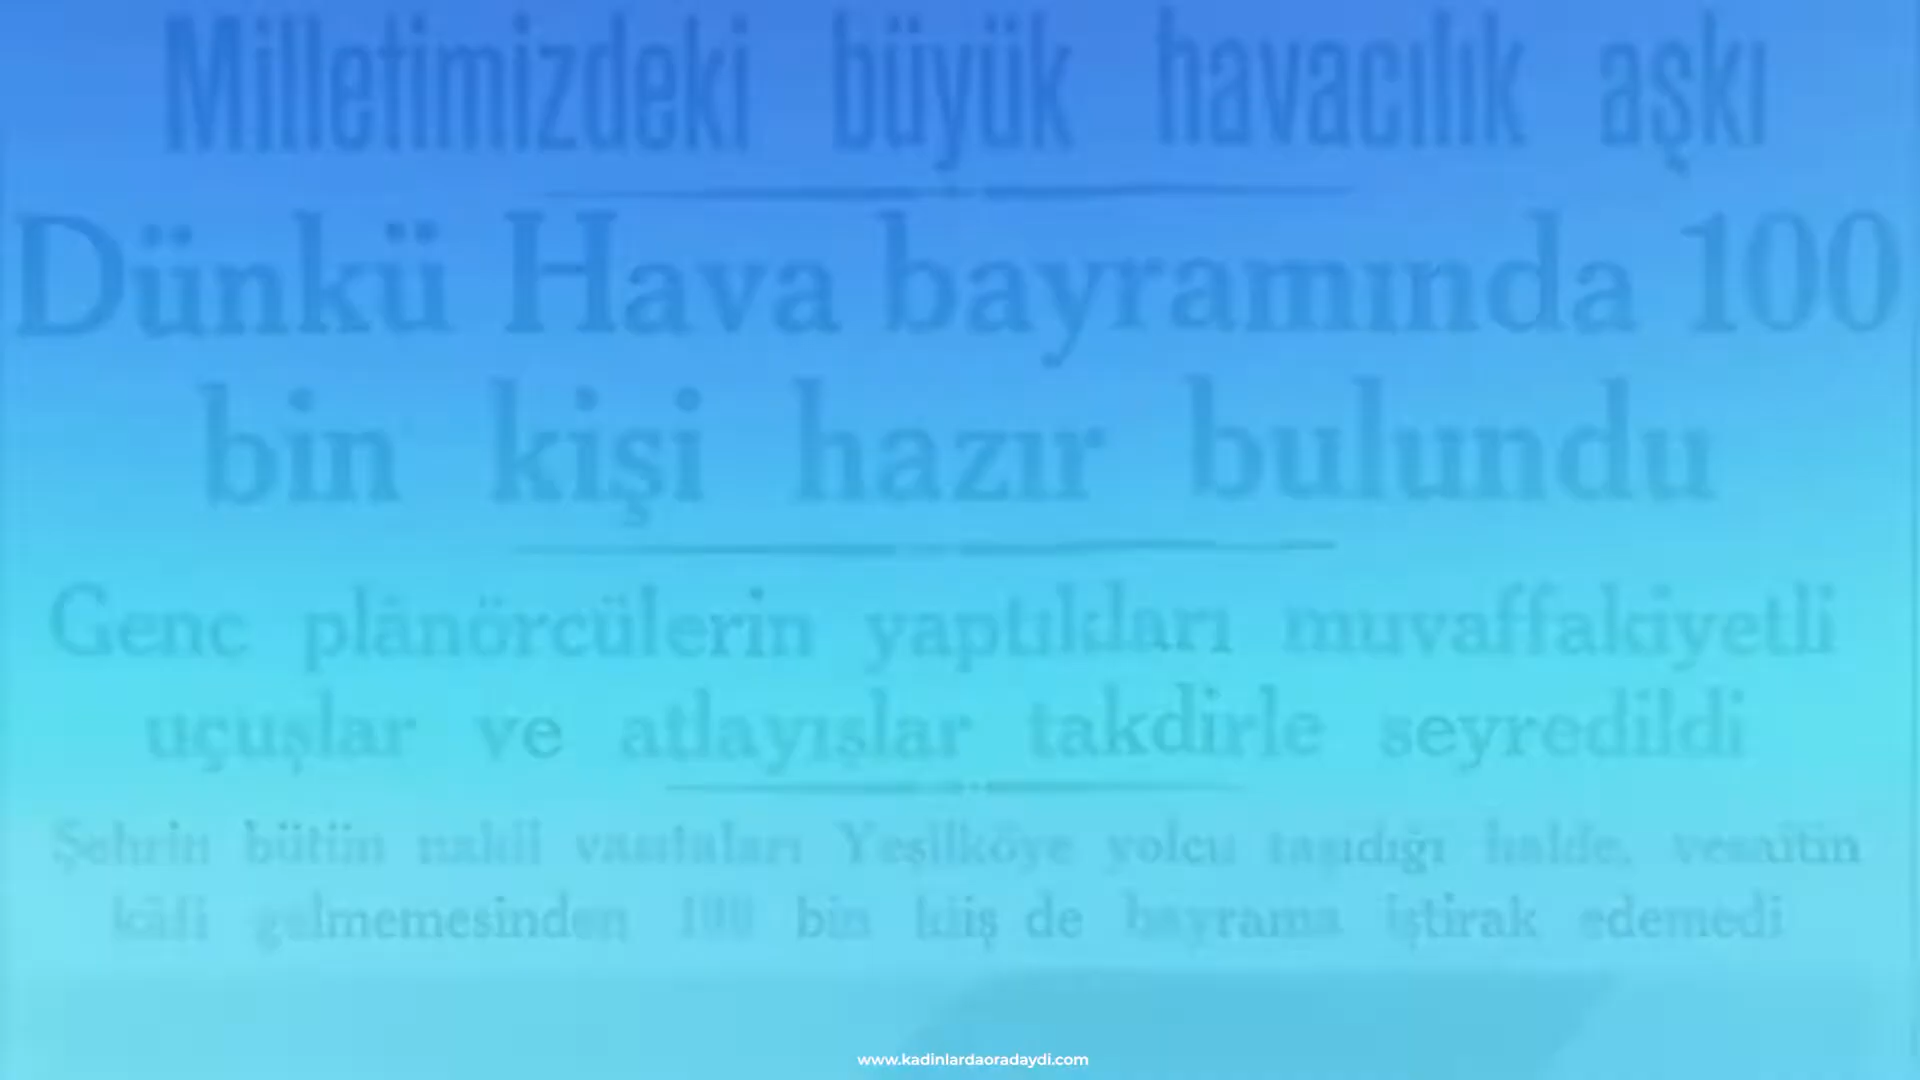 Milletimizdeki büyük havacılık aşkı
Dünkü Hava bayramında 100
bin kişi hazır bulundu
Genc plânörcülerin yaptıkları muvaffakiyetli
uçuşlar ve atlayışlar takdirle seyredildi
Şehrin bütün nakil vasıtaları Yeşilköye yolcu taşıdığı halde, vesaitin
kâfi gelmemesinden 100 bin kiiş de bayrama iştirak edemedi
www.kadinlardaoradaydi.com